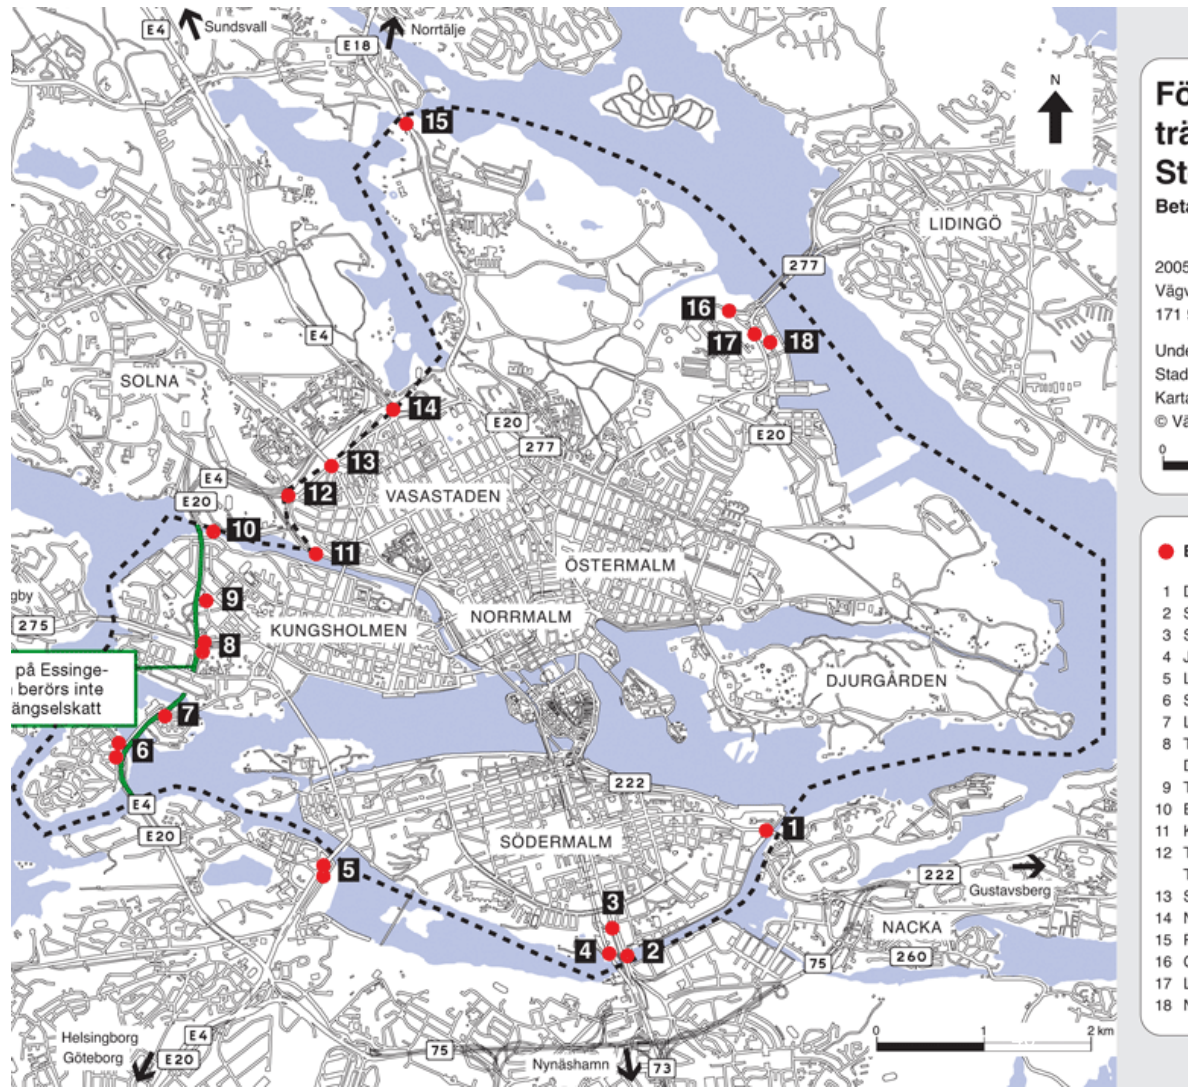 E4
Sundsvall
E18
Norrtälje
N
15
LIDINGÖ
277
16
17
18
E4
SOLNA
14
E20
277
E20
13
E4
12
VASASTADEN
E20
10
11
ÖSTERMALM
9
275
KUNGSHOLMEN
NORRMALM
8
på Essinge-
berörs inte
ängselskatt
DJURGÅRDEN
7
6
222
E4
E20
1
SÖDERMALM
5
222
Gustavsberg
3
NACKA
4
2
260
75
E4
Helsingborg
Göteborg
E20
75
Nynäshamn
73
0
1
2 km
Fö
trä
St
Beta
2005
Vägv
171
Unde
Stad
Karta
© Vä
0
1 D
2 S
3 S
4 J
5 L
6 S
7 L
8 T
D
9 T
10
11 K
12 T
T
13 S
14 N
15
16
17 L
18 N